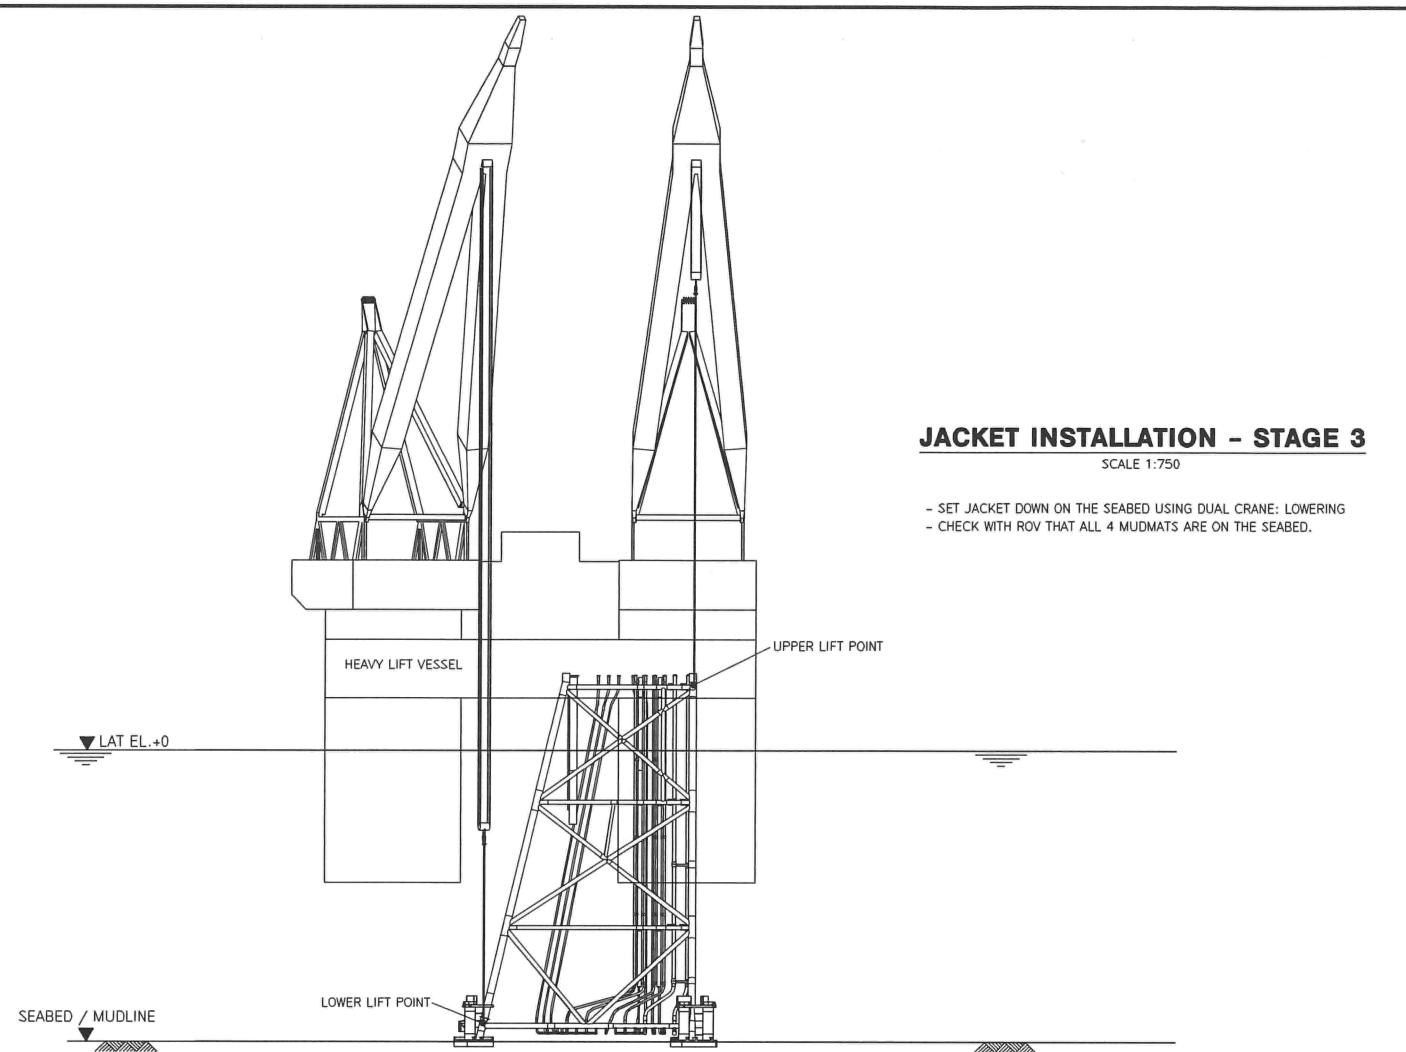 JACKET INSTALLATION - STAGE 3
SCALE 1:750
- SET JACKET DOWN ON THE SEABED USING DUAL CRANE: LOWERING
- CHECK WITH ROV THAT ALL 4 MUDMATS ARE ON THE SEABED.
UPPER LIFT POINT
HEAVY LIFT VESSEL
LAT EL.+0
LOWER LIFT POINT
SEABED / MUDLINE